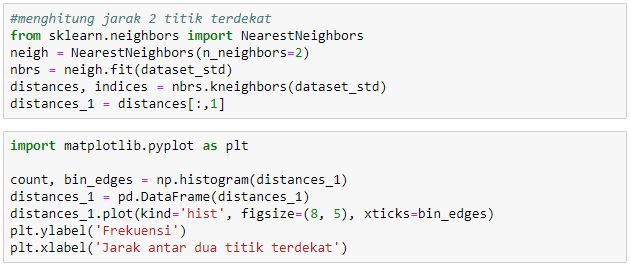 #menghitung jarak 2 titik terdekat
from sklearn.neighbors import NearestNeighbors
neigh = NearestNeighbors(n_neighbors=2)
nbrs = neigh.fit(dataset_std)
distances, indices = nbrs.kneighbors(dataset_std)
distances_1 = distances[:,1]
import matplotlib.pyplot as plt
count, bin_edges = np.histogram(distances_1)
distances_1 = pd.DataFrame(distances_1)
distances_1.plot(kind='hist', figsize=(8, 5), xticks=bin_edges)
plt.ylabel('Frekuensi')
plt.xlabel('Jarak antar dua titik terdekat')